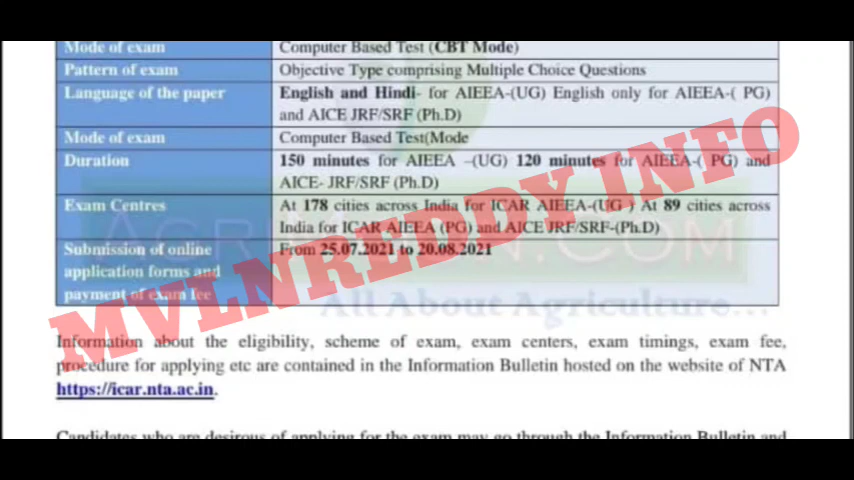 Mode of exam Computer Based Test (CBT Mode)
Pattern of exam Objective Type comprising Multiple Choice Questions
Language of the paper English and Hindi- for AIEEA-(UG) English only for AIEEA-( PG)
and AICE JRF/SRF (Ph.D)
Mode of exam Computer Based Test(Mode
Duration 150 minutes for AIEEA –(UG) 120 minutes for AIEEA-( PG) and
AICE- JRF/SRF (Ph.D)
Exam Centres At 178 cities across India for ICAR AIEEA-(UG ) At 89 cities across
India for ICAR AIEEA (PG) and AICE JRF/SRF-(Ph.D)
Submission of online From 25.07.2021 to 20.08.2021
application forms and
payment of exam fee
All About Agriculture...
MVLNREDDY INFO
Information about the eligibility, scheme of exam, exam centers, exam timings, exam fee,
procedure for applying etc are contained in the Information Bulletin hosted on the website of NTA
https://icar.nta.ac.in.
Candidates who are desirous of applying for the exam may go through the Information Bulletin and